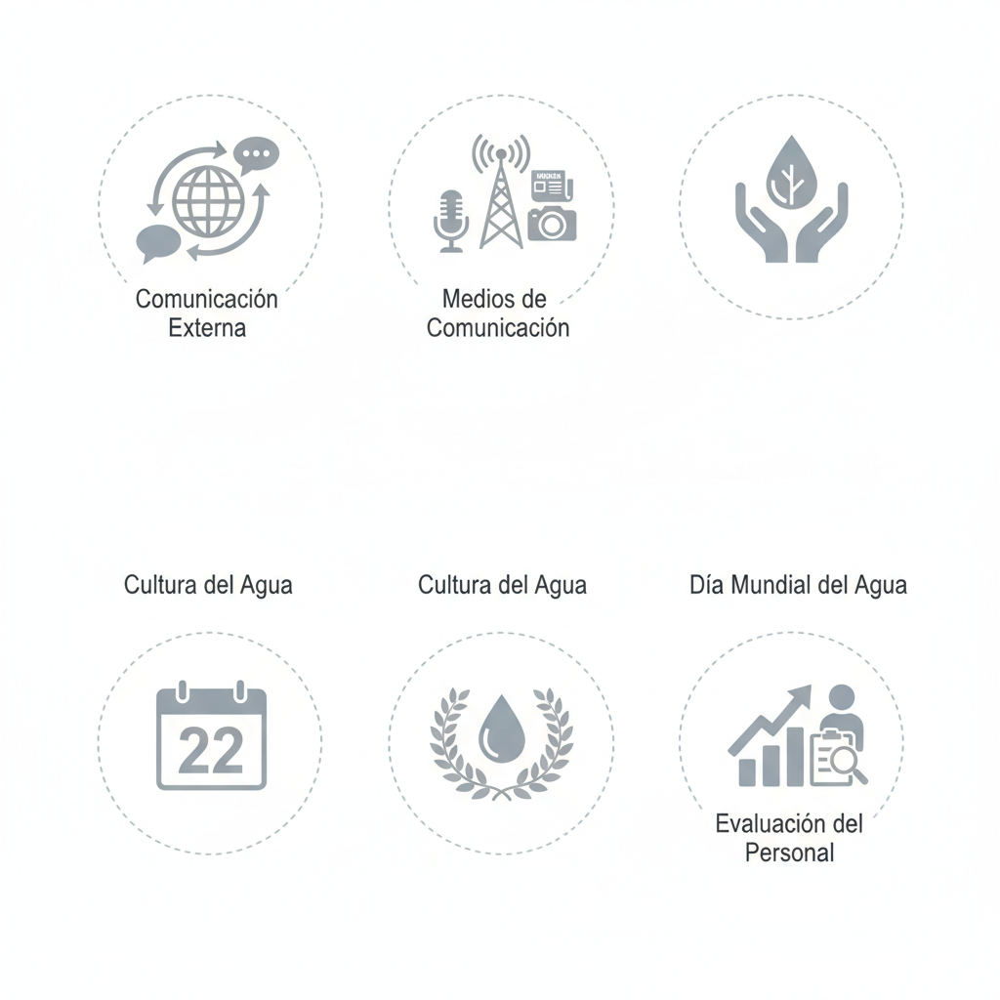 Comunicación
Externa
Medios de
Comunicación
Cultura del Agua
Cultura del Agua
Día Mundial del Agua
22
Evaluación del
Personal